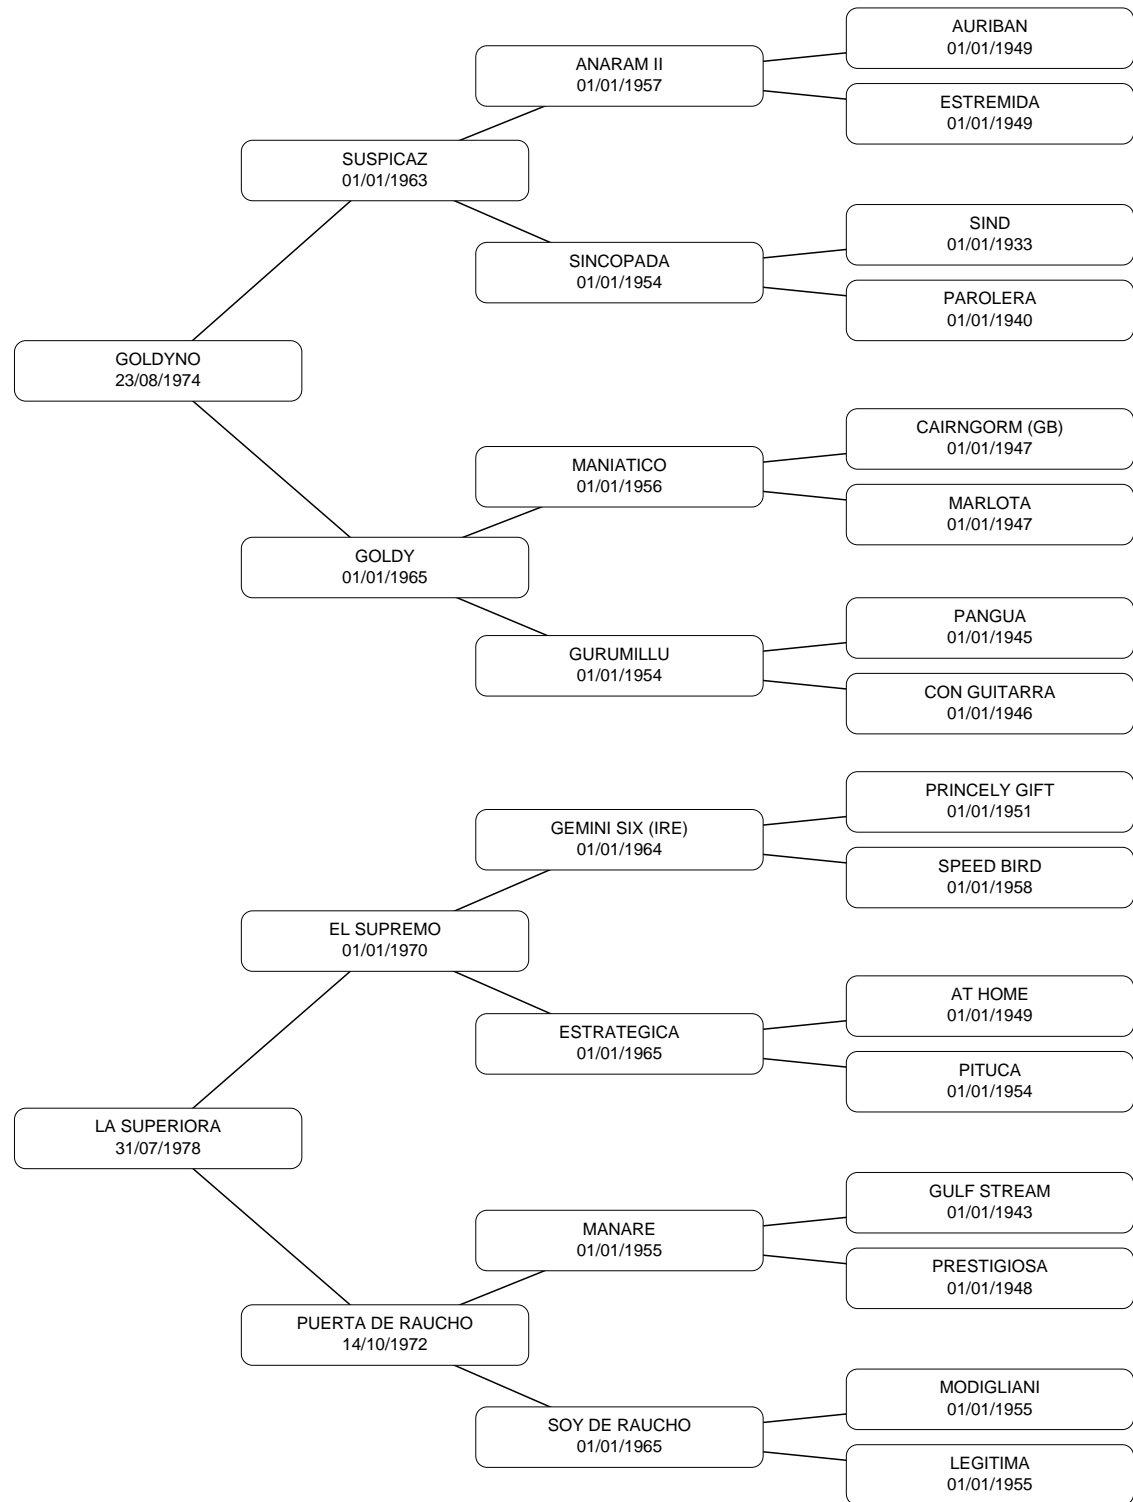 AURIBAN
01/01/1949
ANARAM II
01/01/1957
ESTREMIDA
01/01/1949
SUSPICAZ
01/01/1963
SIND
01/01/1933
SINCOPADA
01/01/1954
PAROLERA
01/01/1940
GOLDYNO
23/08/1974
CAIRNGORM (GB)
01/01/1947
MANIATICO
01/01/1956
MARLOTA
01/01/1947
GOLDY
01/01/1965
PANGUA
01/01/1945
GURUMILLU
01/01/1954
CON GUITARRA
01/01/1946
PRINCELY GIFT
01/01/1951
GEMINI SIX (IRE)
01/01/1964
SPEED BIRD
01/01/1958
EL SUPREMO
01/01/1970
AT HOME
01/01/1949
ESTRATEGICA
01/01/1965
PITUCA
01/01/1954
LA SUPERIORA
31/07/1978
GULF STREAM
01/01/1943
MANARE
01/01/1955
PRESTIGIOSA
01/01/1948
PUERTA DE RAUCHO
14/10/1972
MODIGLIANI
01/01/1955
SOY DE RAUCHO
01/01/1965
LEGITIMA
01/01/1955